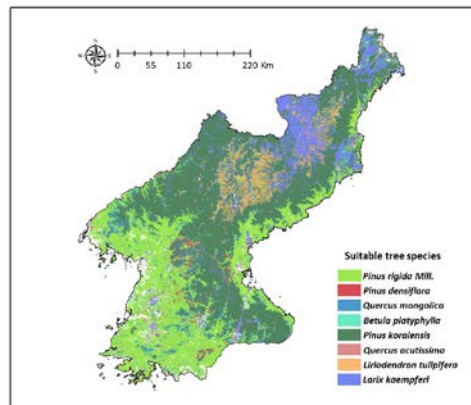 N
W E
S
0 55 110 220 Km
Suitable tree species
Pinus rigida Mill.
Pinus densiflora
Quercus mongolica
Betula platyphylla
Pinus koraiensis
Quercus acutissima
Liriodendron tulipifera
Larix kaempferi